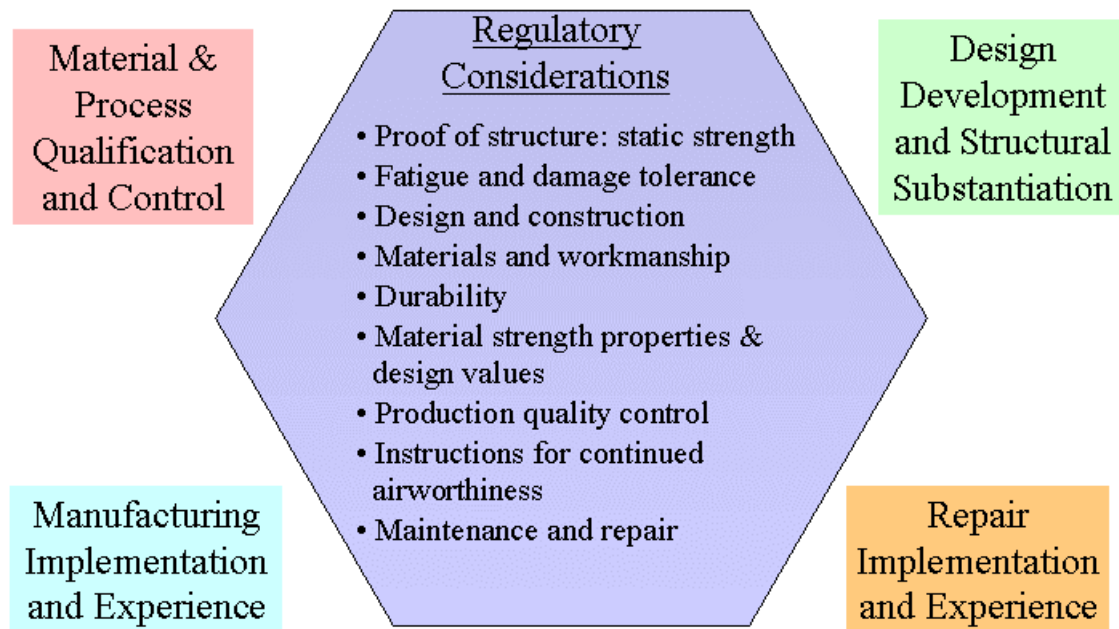 Material &
Process
Qualification
and Control
Regulatory
Considerations
• Proof of structure: static strength
• Fatigue and damage tolerance
• Design and construction
• Materials and workmanship
• Durability
• Material strength properties &
design values
• Production quality control
• Instructions for continued
airworthiness
• Maintenance and repair
Design
Development
and Structural
Substantiation
Manufacturing
Implementation
and Experience
Repair
Implementation
and Experience